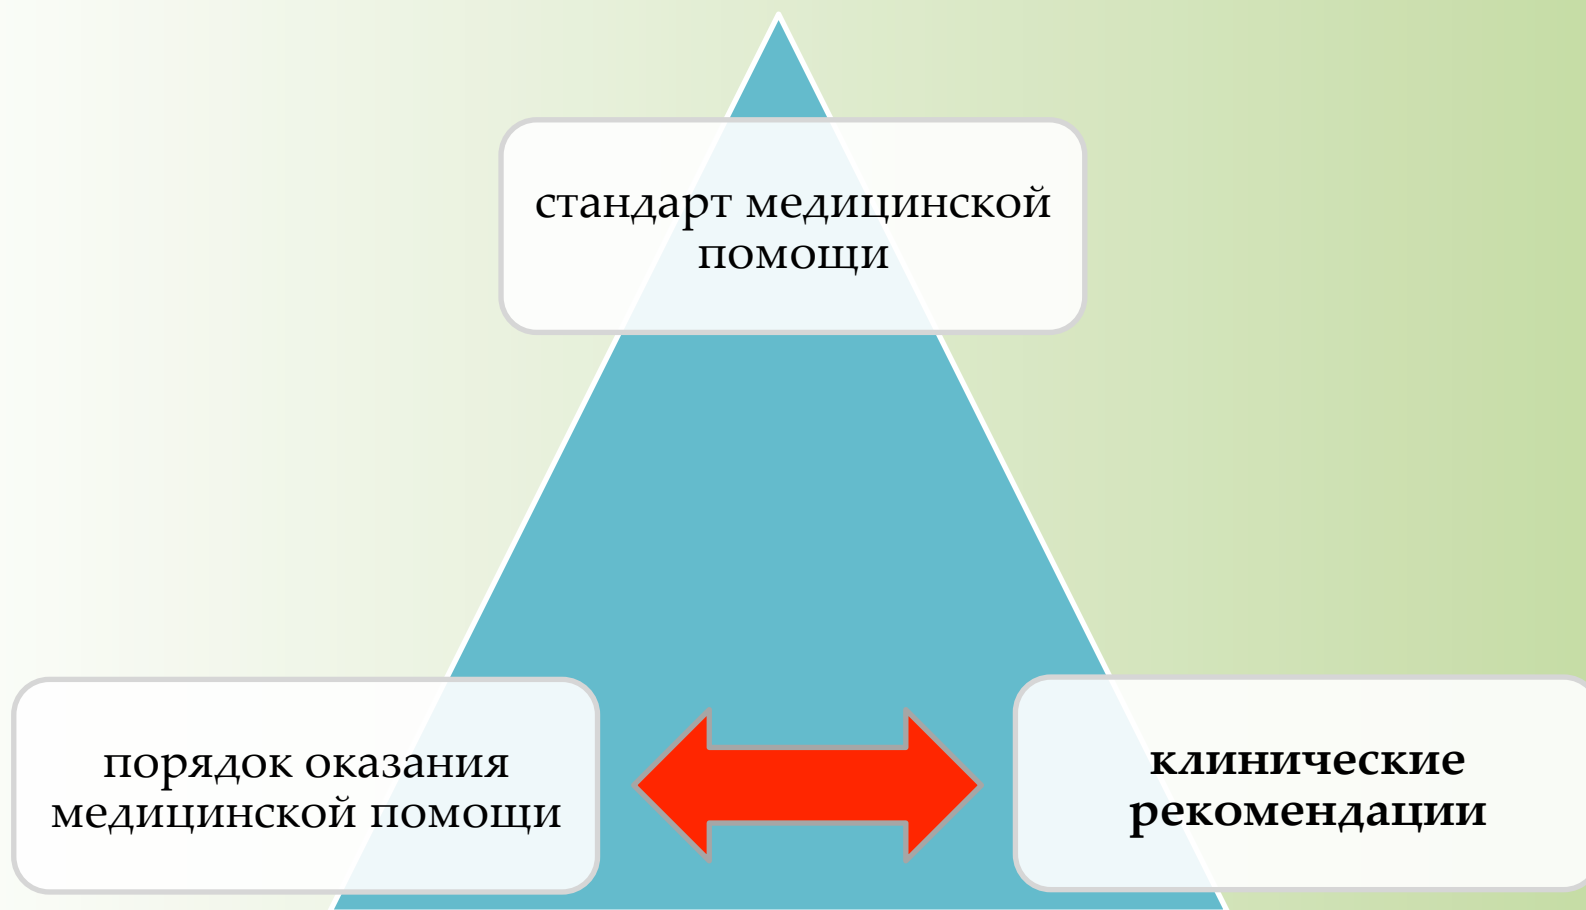 стандарт медицинской
помощи
порядок оказания
медицинской помощи
клинические
рекомендации